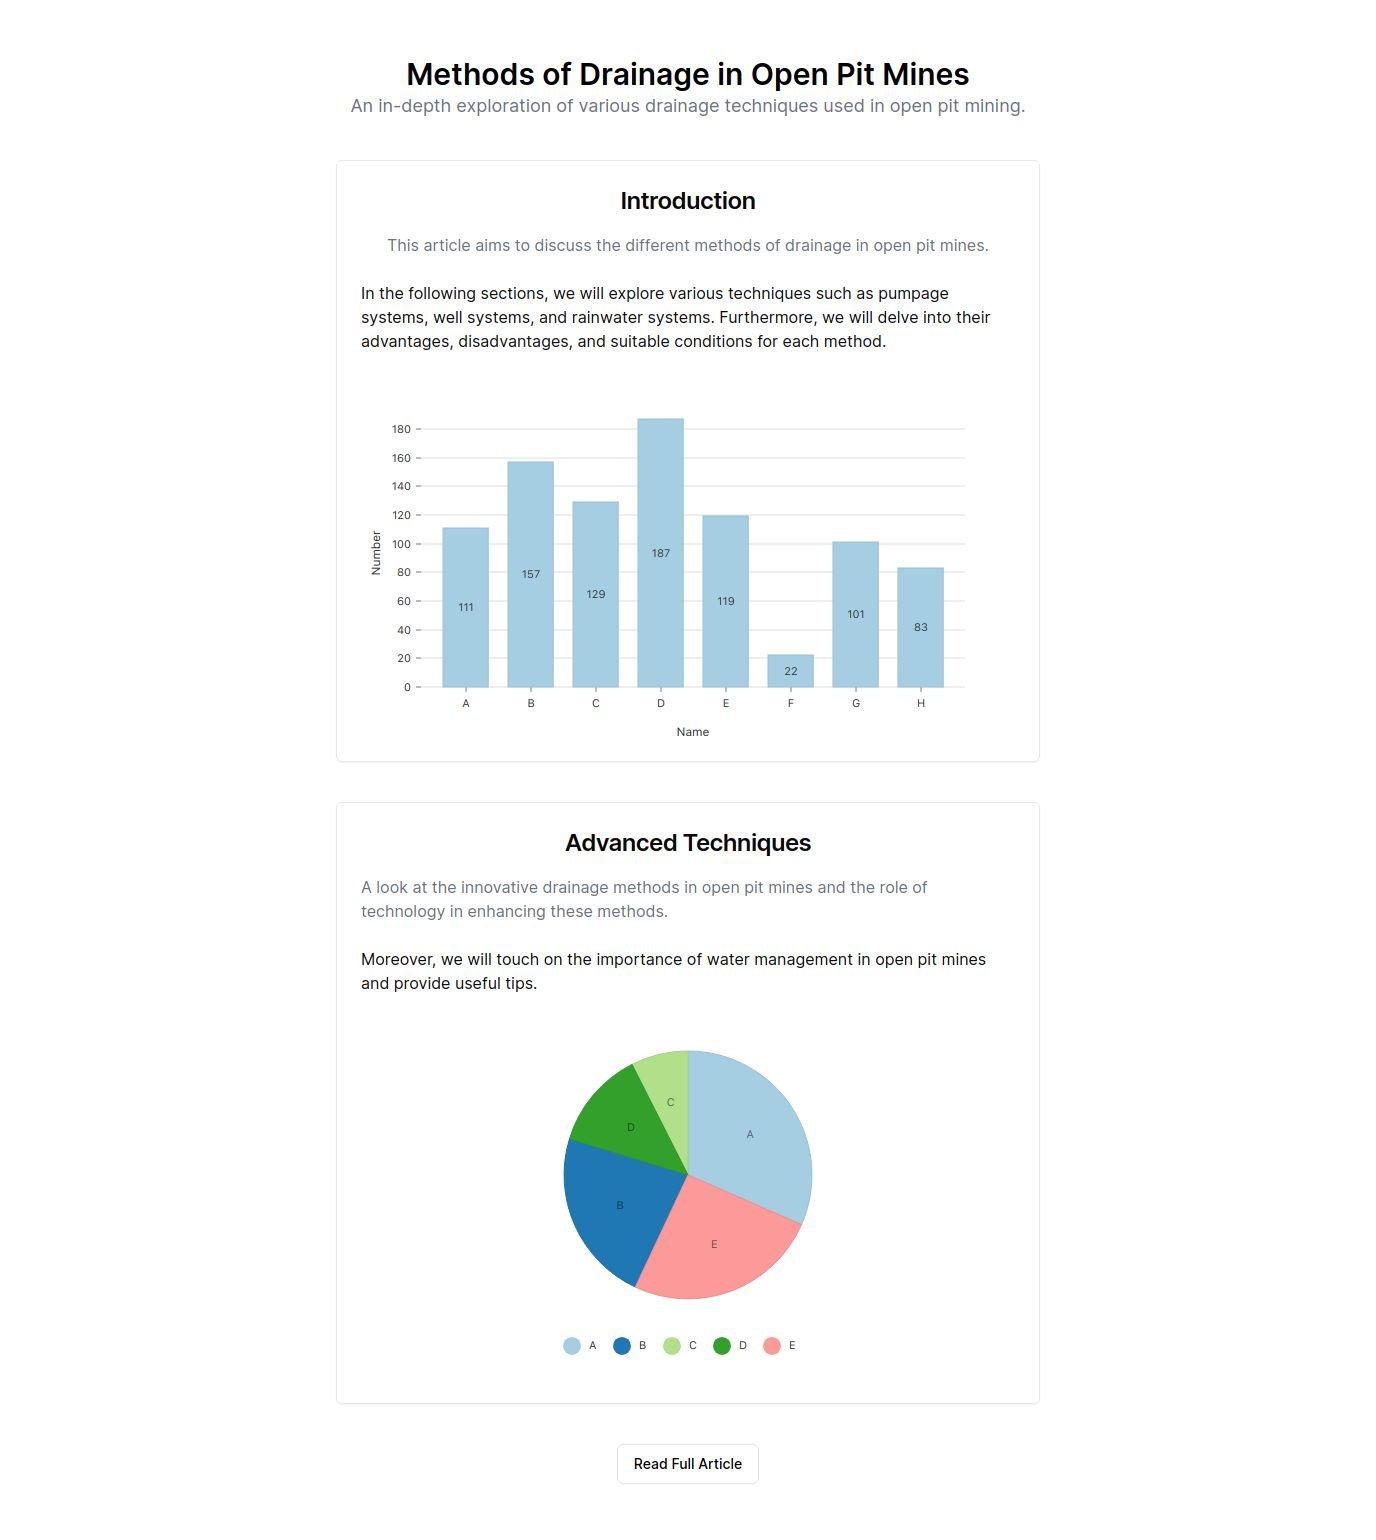 Methods of Drainage in Open Pit Mines
An in-depth exploration of various drainage techniques used in open pit mining.
Introduction
This article aims to discuss the different methods of drainage in open pit mines.
In the following sections, we will explore various techniques such as pumpage
systems, well systems, and rainwater systems. Furthermore, we will delve into their
advantages, disadvantages, and suitable conditions for each method.
Number
180
160
140
120
100
80
60
40
20
0
111
157
129
187
119
22
101
83
A B C D E F G H
Name
Advanced Techniques
A look at the innovative drainage methods in open pit mines and the role of
technology in enhancing these methods.
Moreover, we will touch on the importance of water management in open pit mines
and provide useful tips.
C
A
D
B
E
A B C D E
Read Full Article